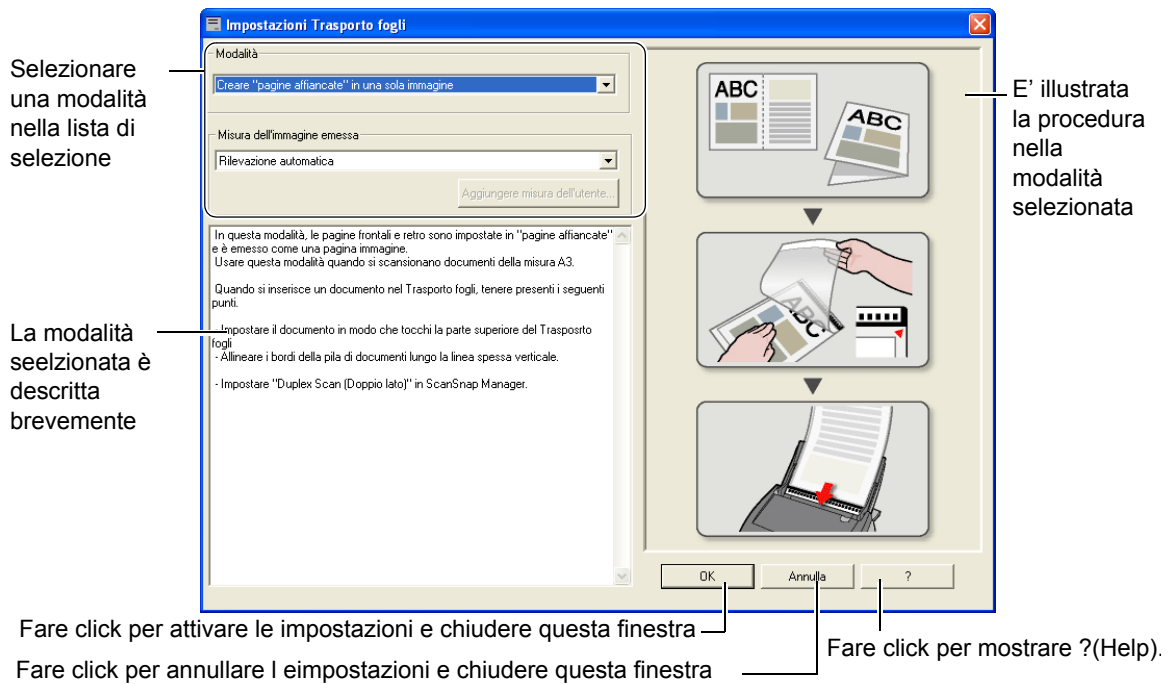 Impostazioni Trasporto fogli
Selezionare
una modalità
nella lista di
selezione
Modalità
Creare "pagine affiancate" in una sola immagine
Misura dell'immagine emessa
Rilevazione automatica
Aggiungere misura dell'utente...
In questa modalità, le pagine frontali e retro sono impostate in "pagine affiancate"
e è emesso come una pagina immagine.
Usare questa modalità quando si scansionano documenti della misura A3.
Quando si inserisce un documento nel Trasporto fogli, tenere presenti i seguenti
punti.
- Impostare il documento in modo che tocchi la parte superiore del Trasposrto
fogli
- Allineare i bordi della pila di documenti lungo la linea spessa verticale.
- Impostare "Duplex Scan (Doppio lato)" in ScanSnap Manager.
La modalità
seelzionata è
descritta
brevemente
ABC
ABC
ABC
E' illustrata
la procedura
nella
modalità
selezionata
OK
Annulla
?
Fare click per attivare le impostazioni e chiudere questa finestra
Fare click per mostrare ?(Help).
Fare click per annullare l eimpostazioni e chiudere questa finestra